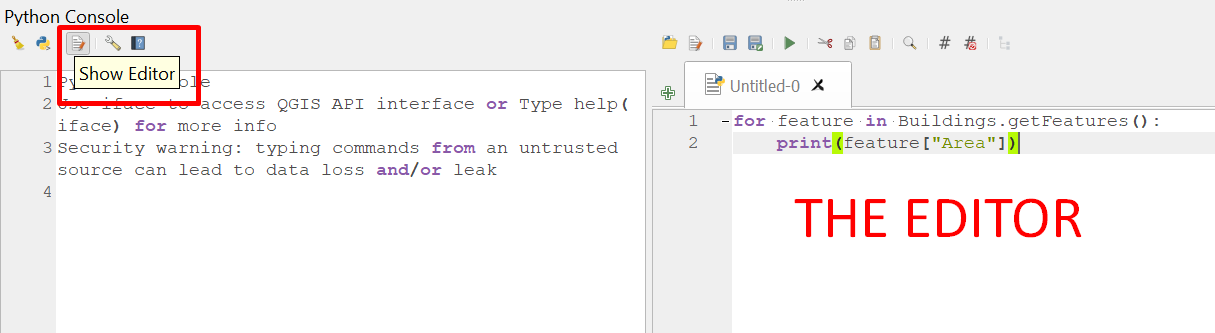 Python Console
Show Editor
1 Py ole
2 Use iface to access QGIS API interface or Type help(
iface) for more info
3 Security warning: typing commands from an untrusted
source can lead to data loss and/or leak
4
Untitled-0
1 for feature in Buildings.getFeatures():
2 print(feature["Area"])
THE EDITOR